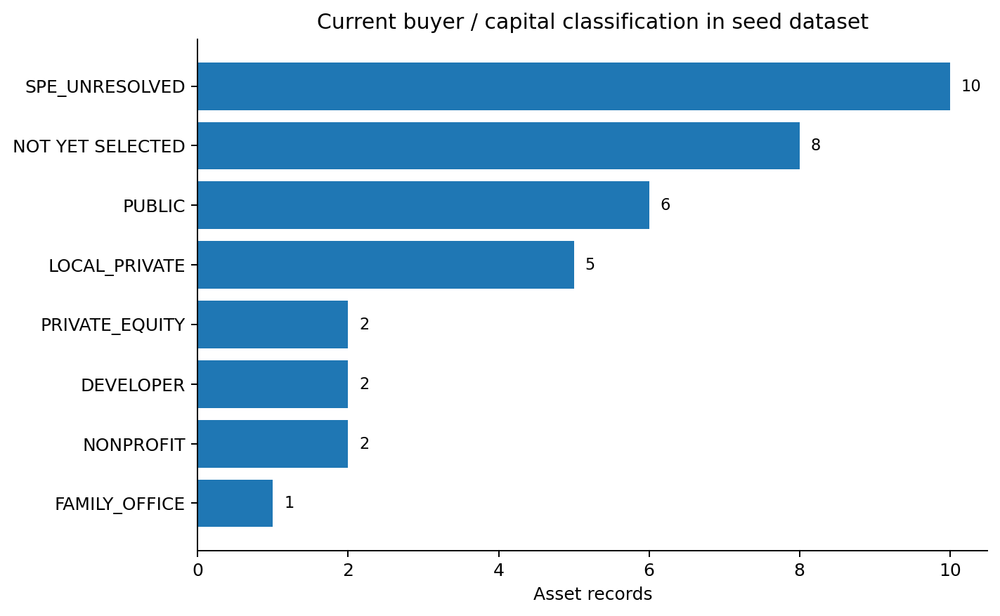 Current buyer / capital classification in seed dataset
SPE_UNRESOLVED 10
NOT YET SELECTED 8
PUBLIC 6
LOCAL_PRIVATE 5
PRIVATE_EQUITY 2
DEVELOPER 2
NONPROFIT 2
FAMILY_OFFICE 1
0 2 4 6 8 10
Asset records